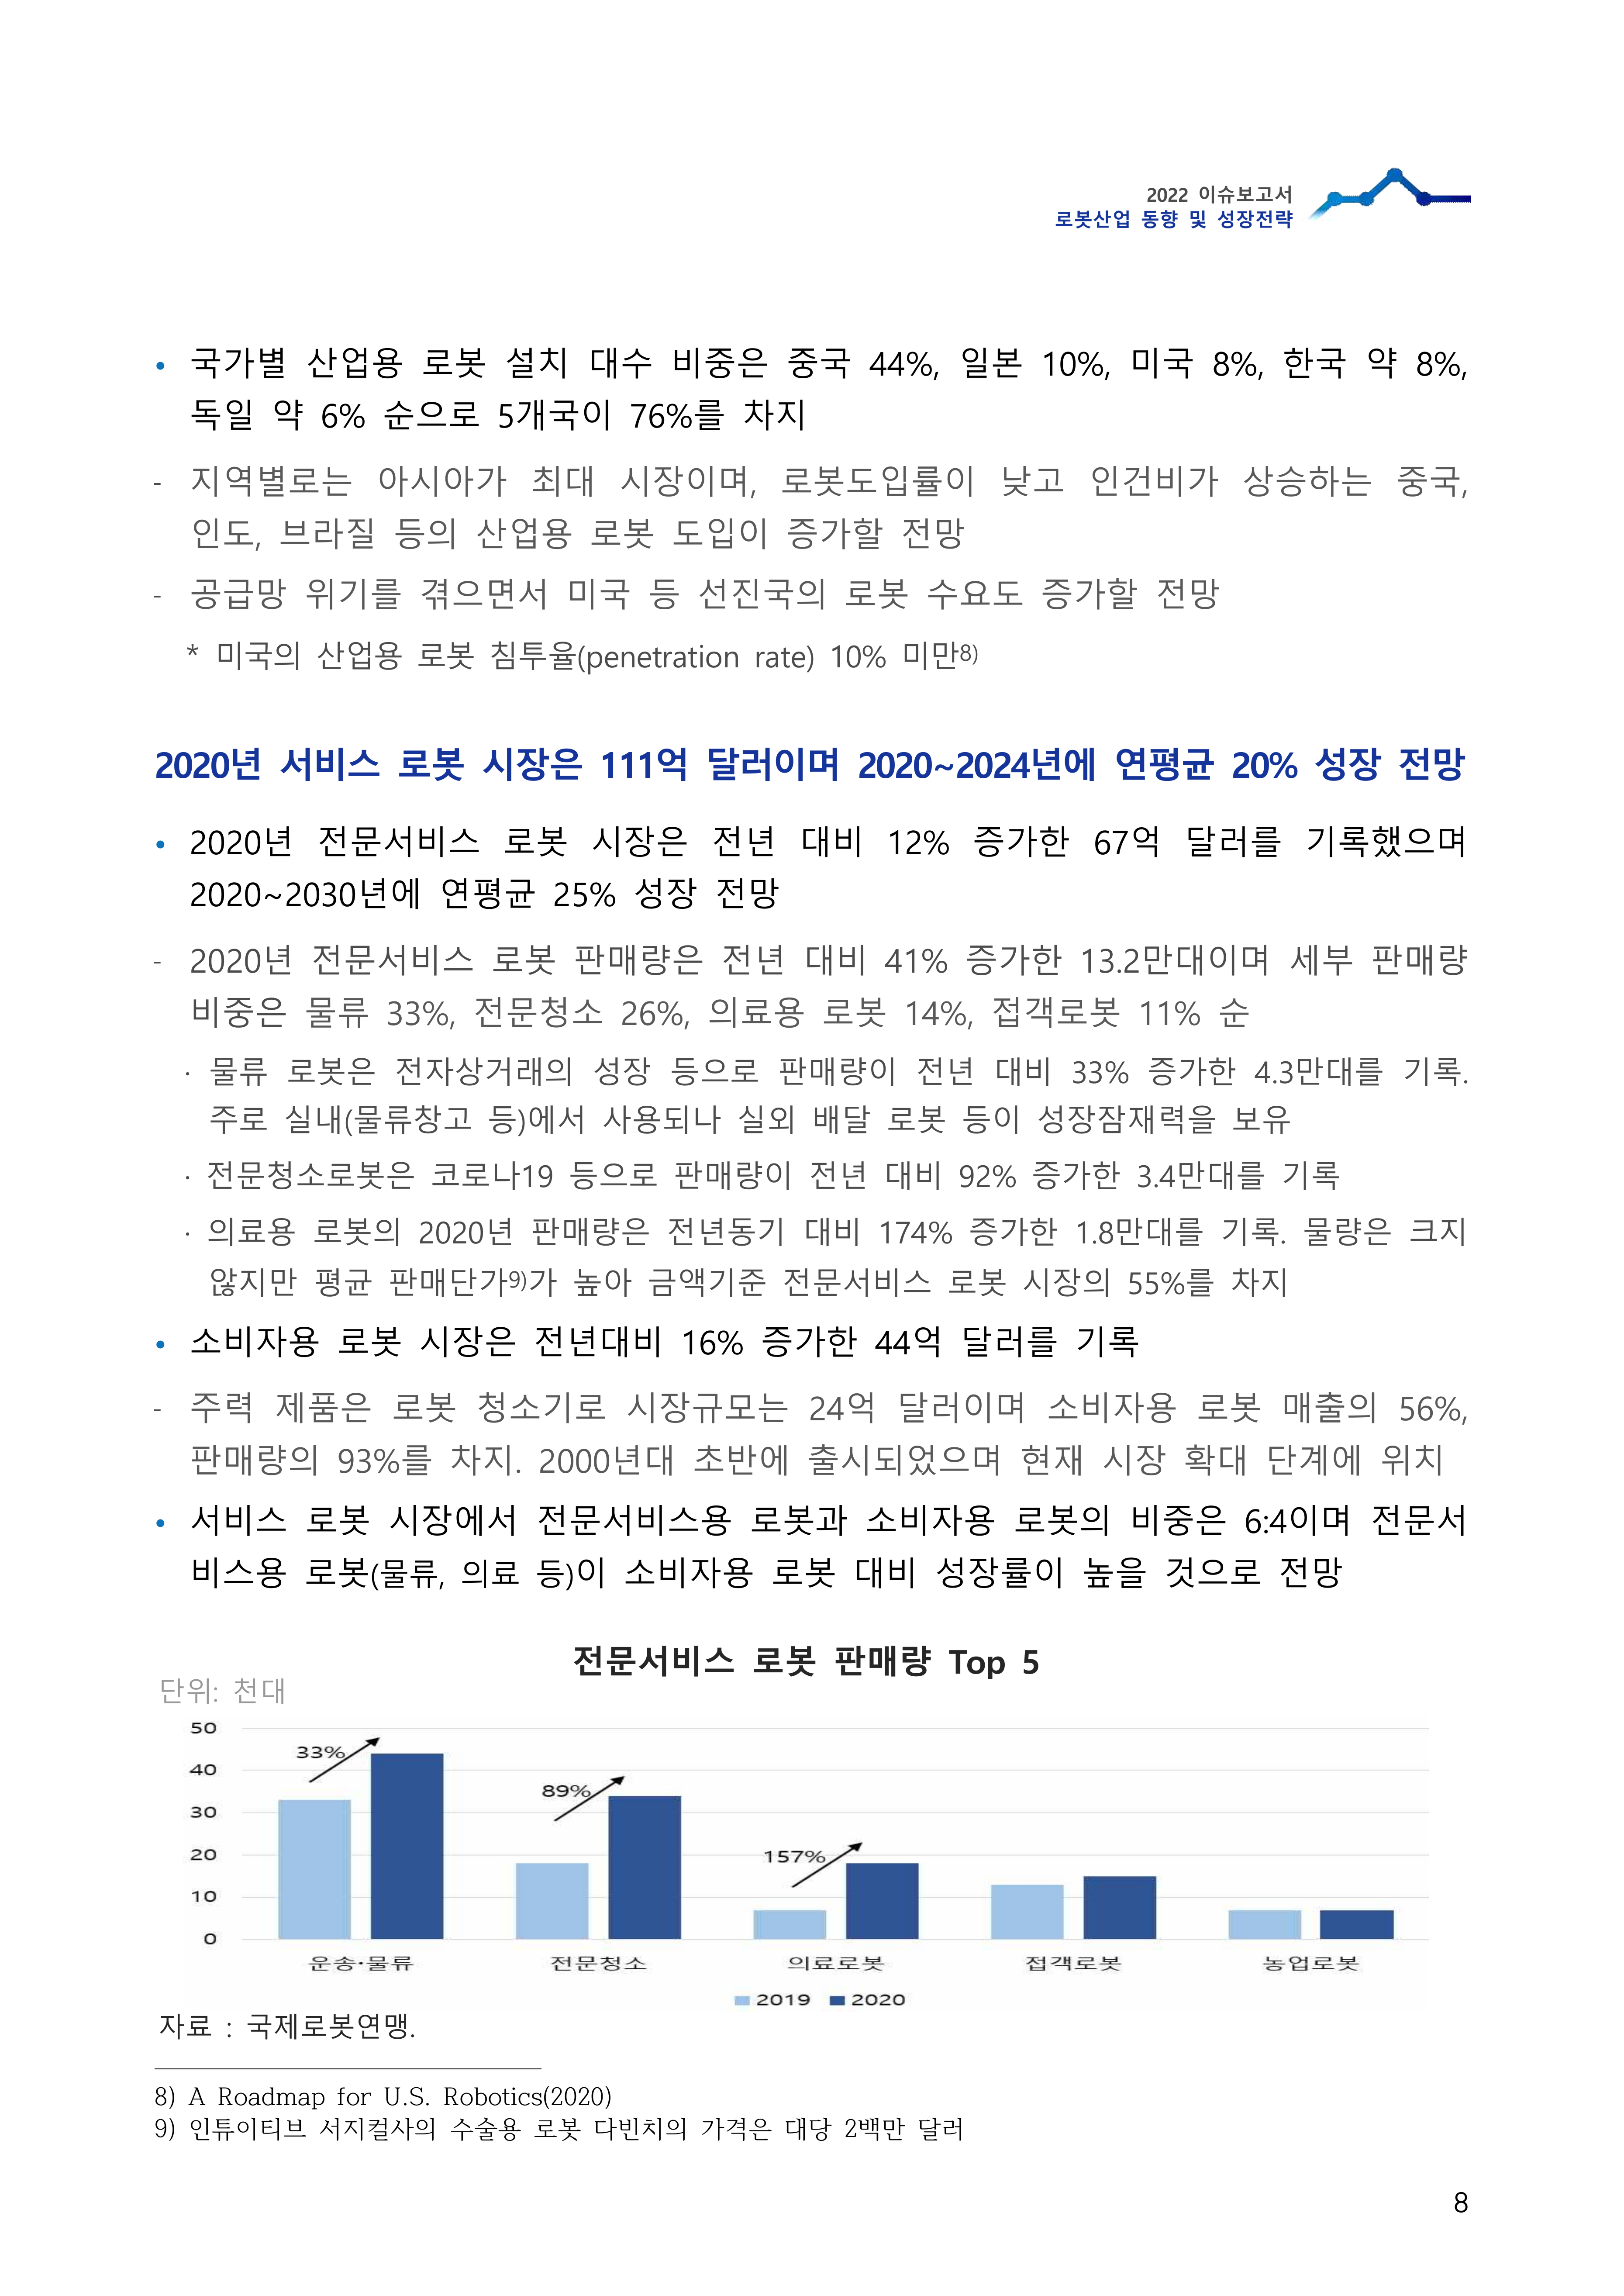 2022 이슈보고서
로봇산업 동향 및 성장전략
• 국가별 산업용 로봇 설치 대수 비중은 중국 44%, 일본 10%, 미국 8%, 한국 약 8%,
독일 약 6% 순으로 5개국이 76%를 차지
- 지역별로는 아시아가 최대 시장이며, 로봇도입률이 낮고 인건비가 상승하는 중국,
인도, 브라질 등의 산업용 로봇 도입이 증가할 전망
- 공급망 위기를 겪으면서 미국 등 선진국의 로봇 수요도 증가할 전망
* 미국의 산업용 로봇 침투율(penetration rate) 10% 미만8)
2020년 서비스 로봇 시장은 111억 달러이며 2020~2024년에 연평균 20% 성장 전망
• 2020년 전문서비스 로봇 시장은 전년 대비 12% 증가한 67억 달러를 기록했으며
2020~2030년에 연평균 25% 성장 전망
- 2020년 전문서비스 로봇 판매량은 전년 대비 41% 증가한 13.2만대이며 세부 판매량
비중은 물류 33%, 전문청소 26%, 의료용 로봇 14%, 접객로봇 11% 순
· 물류 로봇은 전자상거래의 성장 등으로 판매량이 전년 대비 33% 증가한 4.3만대를 기록.
주로 실내(물류창고 등)에서 사용되나 실외 배달 로봇 등이 성장잠재력을 보유
· 전문청소로봇은 코로나19 등으로 판매량이 전년 대비 92% 증가한 3.4만대를 기록
· 의료용 로봇의 2020년 판매량은 전년동기 대비 174% 증가한 1.8만대를 기록. 물량은 크지
않지만 평균 판매단가9)가 높아 금액기준 전문서비스 로봇 시장의 55%를 차지
• 소비자용 로봇 시장은 전년대비 16% 증가한 44억 달러를 기록
- 주력 제품은 로봇 청소기로 시장규모는 24억 달러이며 소비자용 로봇 매출의 56%,
판매량의 93%를 차지. 2000년대 초반에 출시되었으며 현재 시장 확대 단계에 위치
• 서비스 로봇 시장에서 전문서비스용 로봇과 소비자용 로봇의 비중은 6:4이며 전문서
비스용 로봇(물류, 의료 등)이 소비자용 로봇 대비 성장률이 높을 것으로 전망
전문서비스 로봇 판매량 Top 5
단위: 천대
50
40
30
20
10
0
33%
89%
157%
운송·물류 전문청소 의료로봇 접객로봇 농업로봇
2019 2020
자료 : 국제로봇연맹.
8) A Roadmap for U.S. Robotics(2020)
9) 인튜이티브 서지컬사의 수술용 로봇 다빈치의 가격은 대당 2백만 달러
8